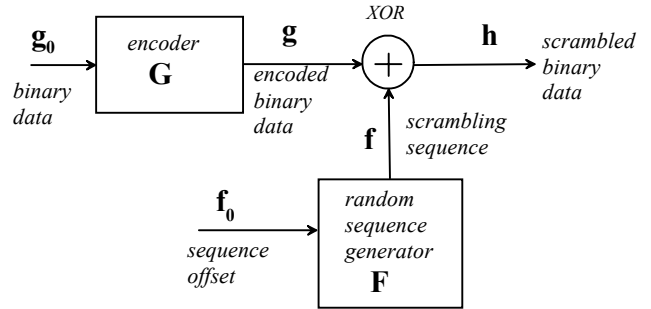 XOR
g0
binary
data
encoder
G
g
encoded
binary
data
h
scrambled
binary
data
f
scrambling
sequence
f0
sequence
offset
random
sequence
generator
F